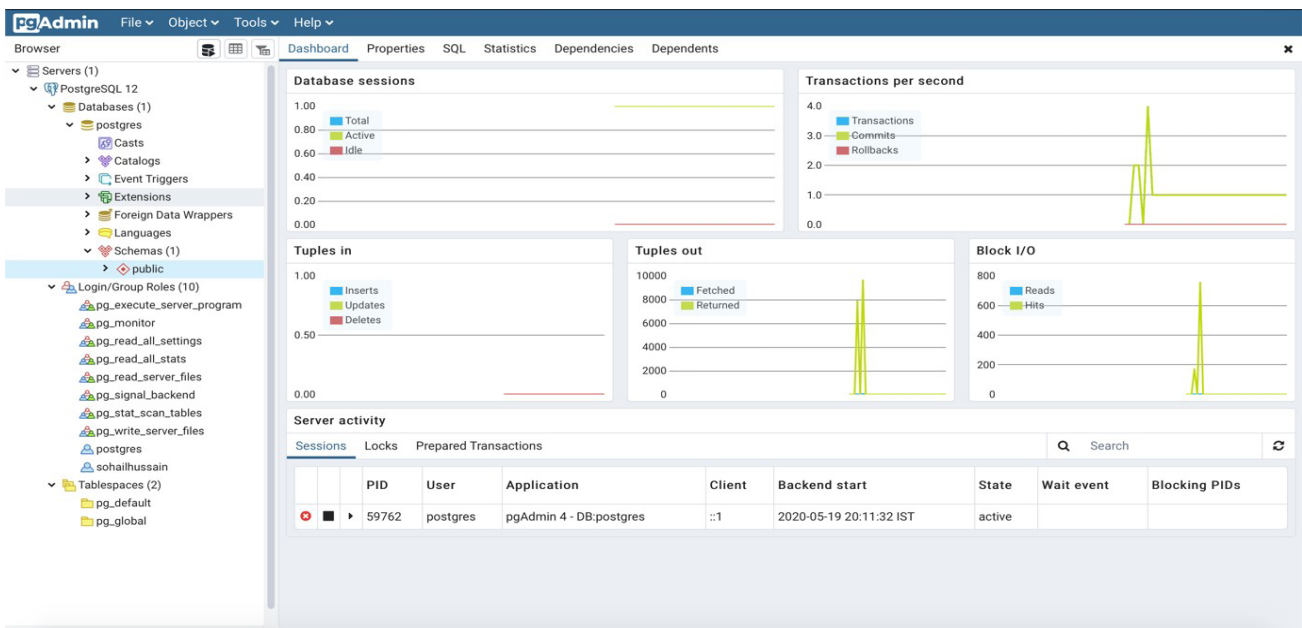 pgAdmin File Object Tools Help
Browser
Dashboard Properties SQL Statistics Dependencies Dependents
Servers (1)
PostgreSQL 12
Databases (1)
postgres
Casts
Catalogs
Event Triggers
Extensions
Foreign Data Wrappers
Languages
Schemas (1)
public
Login/Group Roles (10)
pg_execute_server_program
pg_monitor
pg_read_all_settings
pg_read_all_stats
pg_read_server_files
pg_signal_backend
pg_stat_scan_tables
pg_write_server_files
postgres
sohailhussain
Tablespaces (2)
pg_default
pg_global
Database sessions
1.00
0.80
0.60
0.40
0.20
0.00
Total
Active
Idle
Transactions per second
4.0
3.0
2.0
1.0
0.0
Transactions
Commits
Rollbacks
Tuples in
1.00
0.50
0.00
Inserts
Updates
Deletes
Tuples out
10000
8000
6000
4000
2000
0
Fetched
Returned
Block I/O
800
600
400
200
0
Reads
Hits
Server activity
Sessions Locks Prepared Transactions Search
PID User Application Client Backend start State Wait event Blocking PIDs
59762 postgres pgAdmin 4 - DB:postgres ::1 2020-05-19 20:11:32 IST active